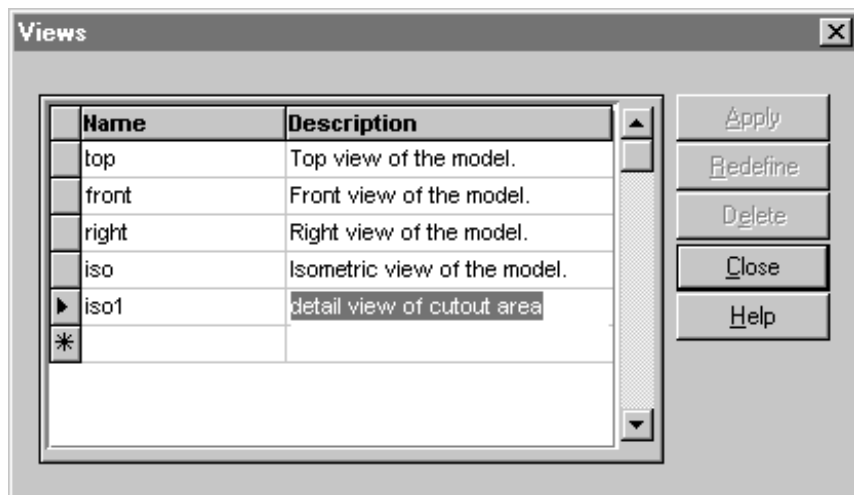 Views
Name Description
top Top view of the model.
front Front view of the model.
right Right view of the model.
iso Isometric view of the model.
iso1 detail view of cutout area
Apply
Redefine
Delete
Close
Help